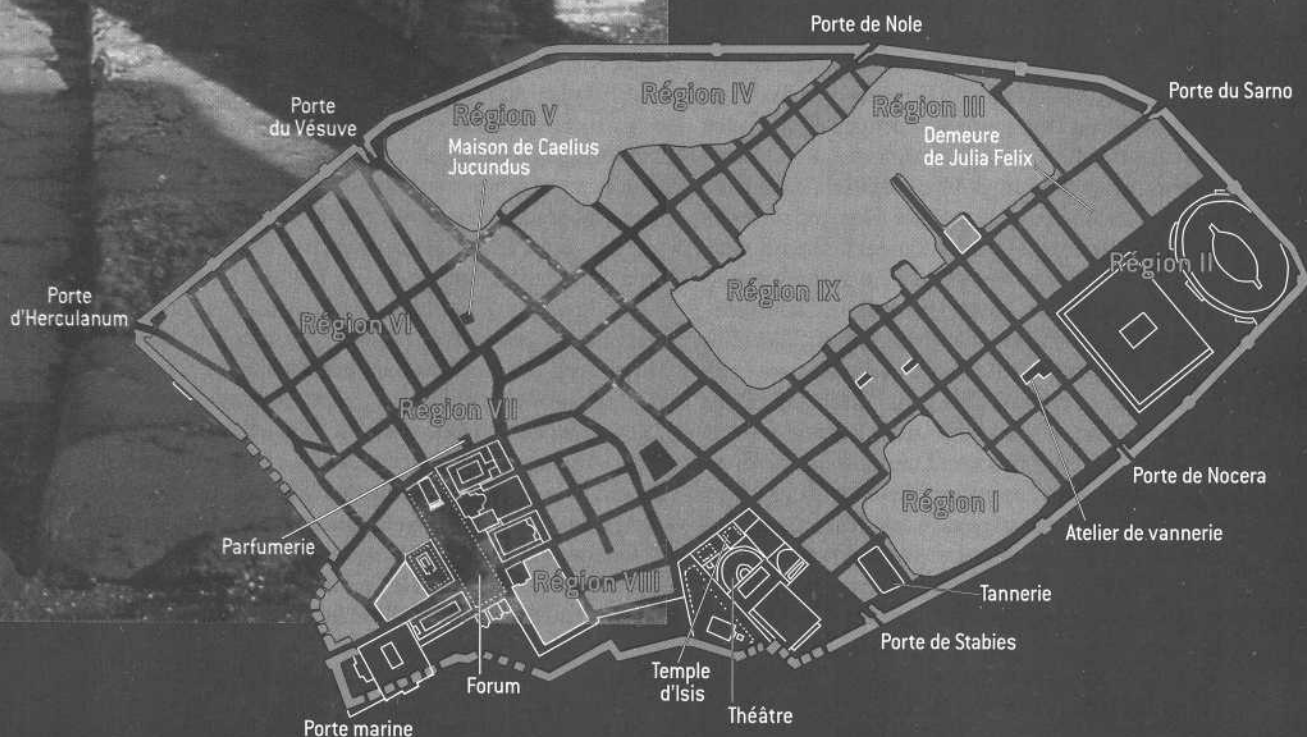 Porte de Nole
Porte du Sarno
Porte
du Vésuve
Région V
Région IV
Région III
Maison de Caelius
Jucundus
Demeure
de Julia Felix
Région II
Porte
d'Herculanum
Région VI
Région IX
Region VII
Porte de Nocera
Région I
Atelier de vannerie
Parfumerie
Région VIII
Tannerie
Porte de Stabies
Forum
Temple
d'Isis
Théâtre
Porte marine